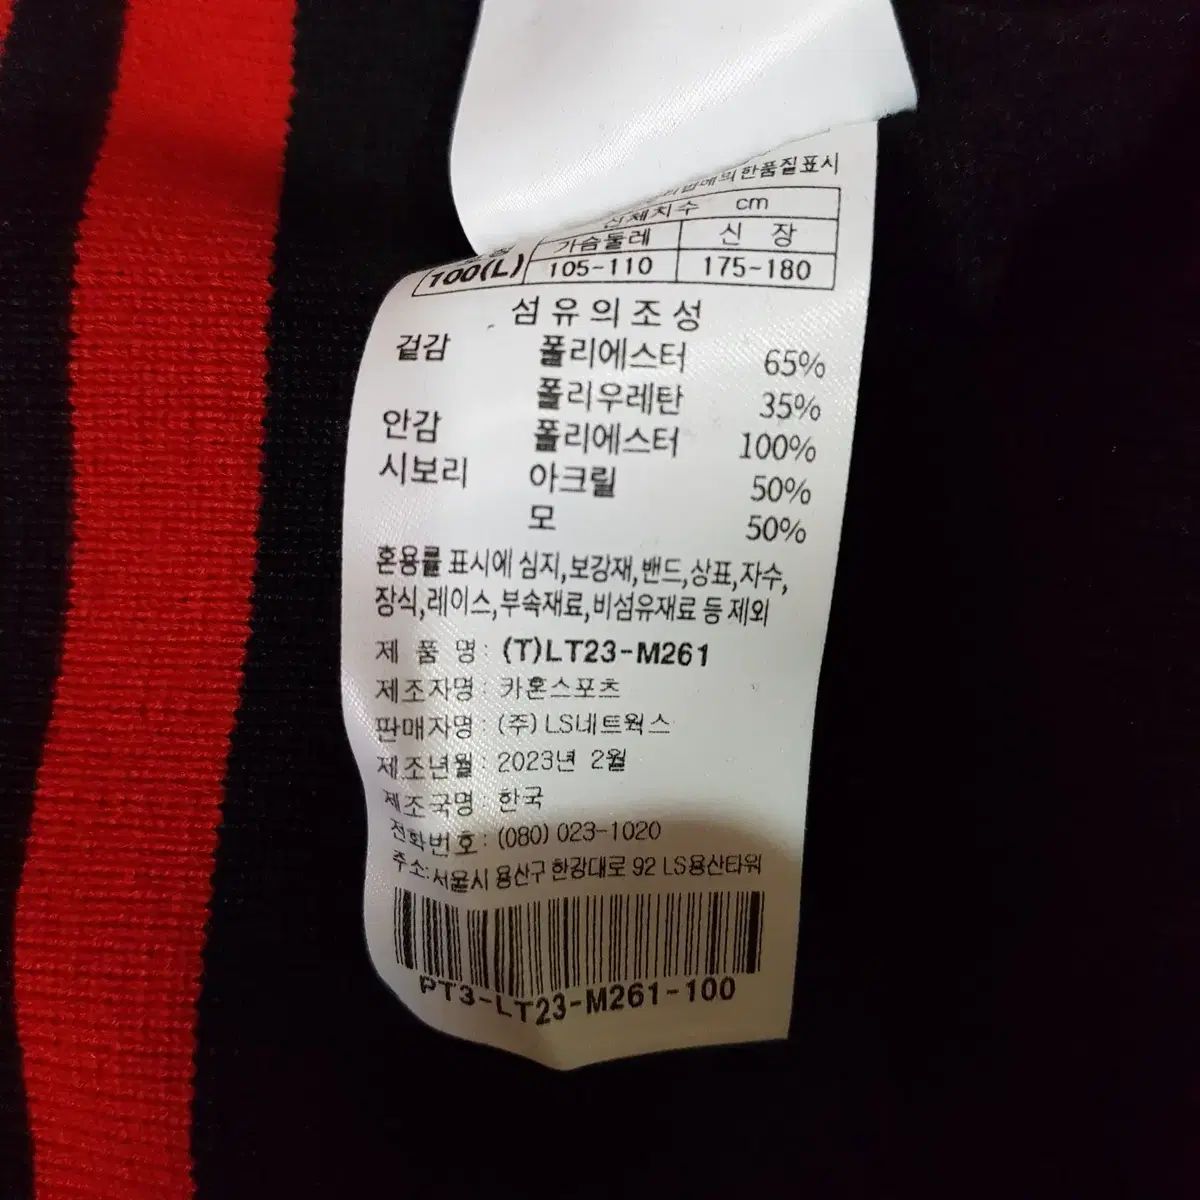 한품질표시
신체치수 cm
가슴둘레 신 장
100(L) 105-110 175-180
섬유의조성
겉감 폴리에스터 65%
폴리우레탄 35%
안감 폴리에스터 100%
시보리 아크릴 50%
모 50%
혼용률 표시에 심지,보강재,밴드,상표,자수,
장식,레이스,부속재료,비섬유재료 등 제외
제 품 명 : (T)LT23-M261
제조자명 : 카혼스포츠
판매자명 : (주)LS네트웍스
제조년월 : 2023년 2월
제조국명 : 한국
전화번호 : (080) 023-1020
주소:서울시 용산구 한강대로 92 LS용산타워
PT3-LT23-M261-100